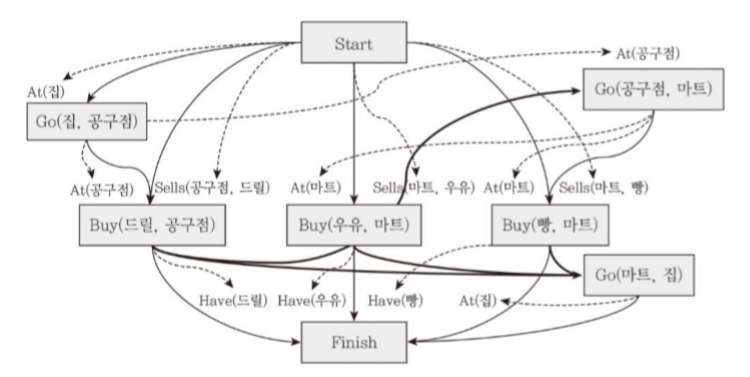 Start
At(공구점)
At(집)
Go(공구점, 마트)
Go(집, 공구점)
At(공구점)
Sells(공구점, 드릴)
At(마트)
Sells(마트, 우유)
At(마트)
Sells(마트, 빵)
Buy(드릴, 공구점)
Buy(우유, 마트)
Buy(빵, 마트)
Go(마트, 집)
Have(드릴)
Have(우유)
Have(빵)
At(집)
Finish